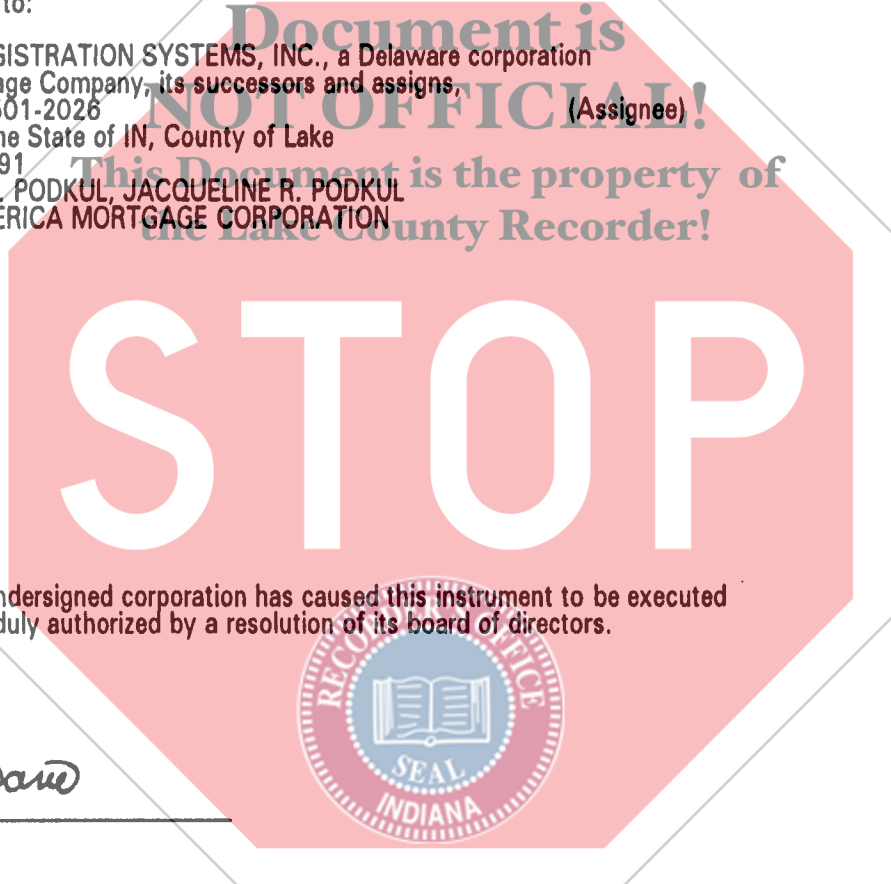 to:
Document is
GISTRATION SYSTEMS, INC., a Delaware corporation
age Company, its successors and assigns,
NOT OFFICIAL!
501-2026 (Assignee)
he State of IN, County of Lake
91
This Document is the property of
PODKUL, JACQUELINE R. PODKUL
ERICA MORTGAGE CORPORATION
the Lake County Recorder!
STOP
ndersigned corporation has caused this instrument to be executed
duly authorized by a resolution of its board of directors.
RECORDER'S OFFICE
SEAL
INDIANA